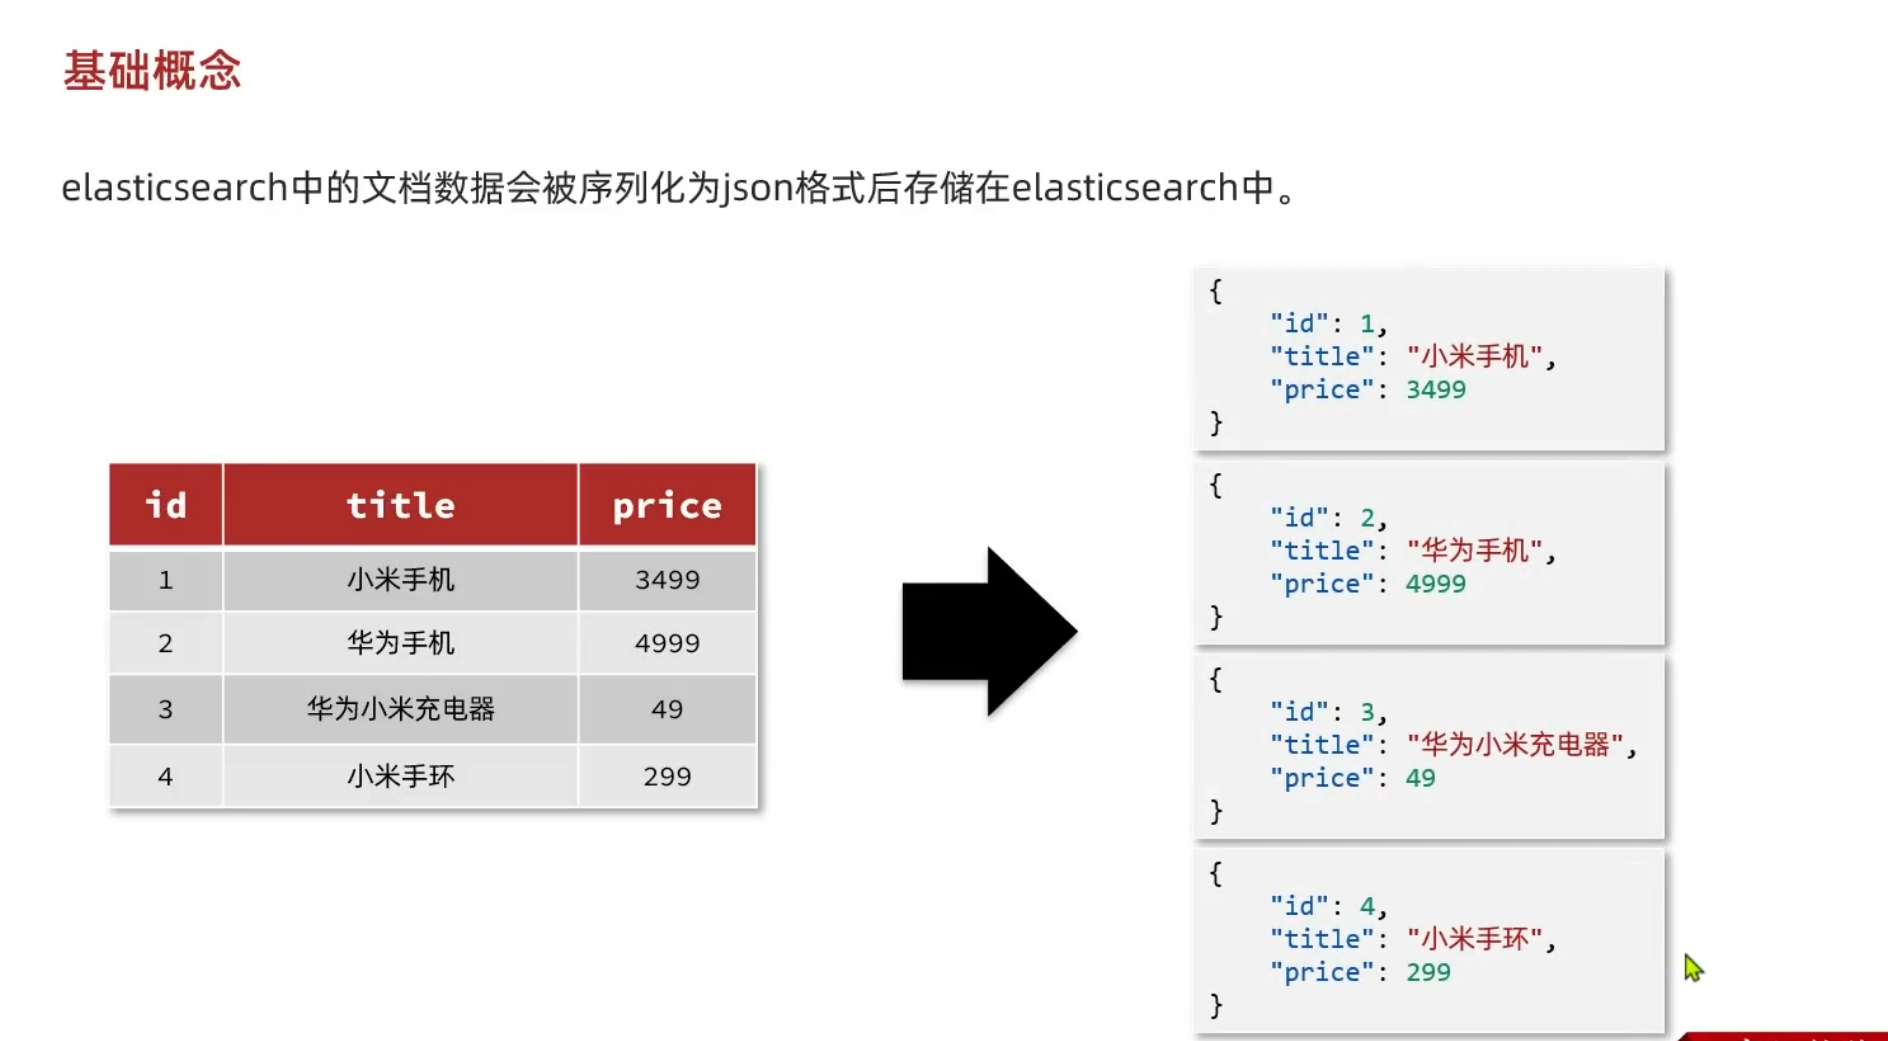 基础概念
elasticsearch中的文档数据会被序列化为json格式后存储在elasticsearch中。
id title price
1 小米手机 3499
2 华为手机 4999
3 华为小米充电器 49
4 小米手环 299
{
"id": 1,
"title": "小米手机",
"price": 3499
}
{
"id": 2,
"title": "华为手机",
"price": 4999
}
{
"id": 3,
"title": "华为小米充电器",
"price": 49
}
{
"id": 4,
"title": "小米手环",
"price": 299
}